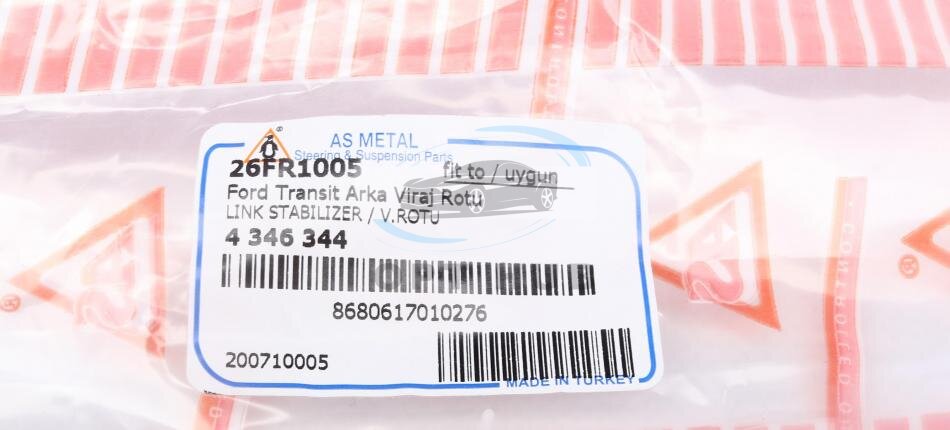 AS METAL
Steering & Suspension Parts
26FR1005
fit to / uygun
Ford Transit Arka Viraj Rotu
LINK STABILIZER / V.ROTU
4 346 344
8680617010276
200710005
MADE IN TURKEY
CONTROLLED